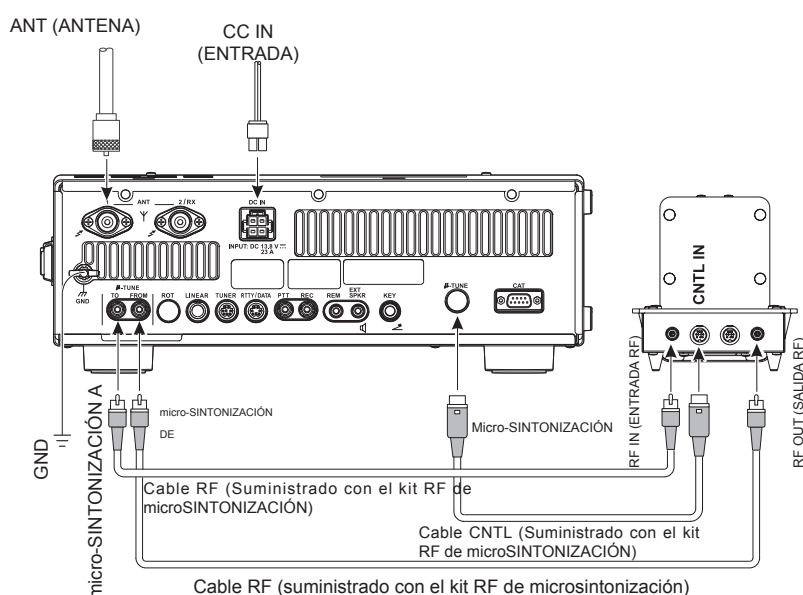 ANT (ANTENA)
CC IN
(ENTRADA)
ANT
2/RX
DC IN
INPUT: DC 13.8 V
23 A
GND
µ-TUNE
TO
FROM
ROT
LINEAR
TUNER
RTTY/DATA
PTT
REC
REM
EXT
SPKR
KEY
µ-TUNE
CAT
CNTL IN
GND
micro-SINTONIZACIÓN A
micro-SINTONIZACIÓN
DE
Micro-SINTONIZACIÓN
RF IN (ENTRADA RF)
RF OUT (SALIDA RF)
Cable RF (Suministrado con el kit RF de
microSINTONIZACIÓN)
Cable CNTL (Suministrado con el kit
RF de microSINTONIZACIÓN)
Cable RF (suministrado con el kit RF de microsintonización)